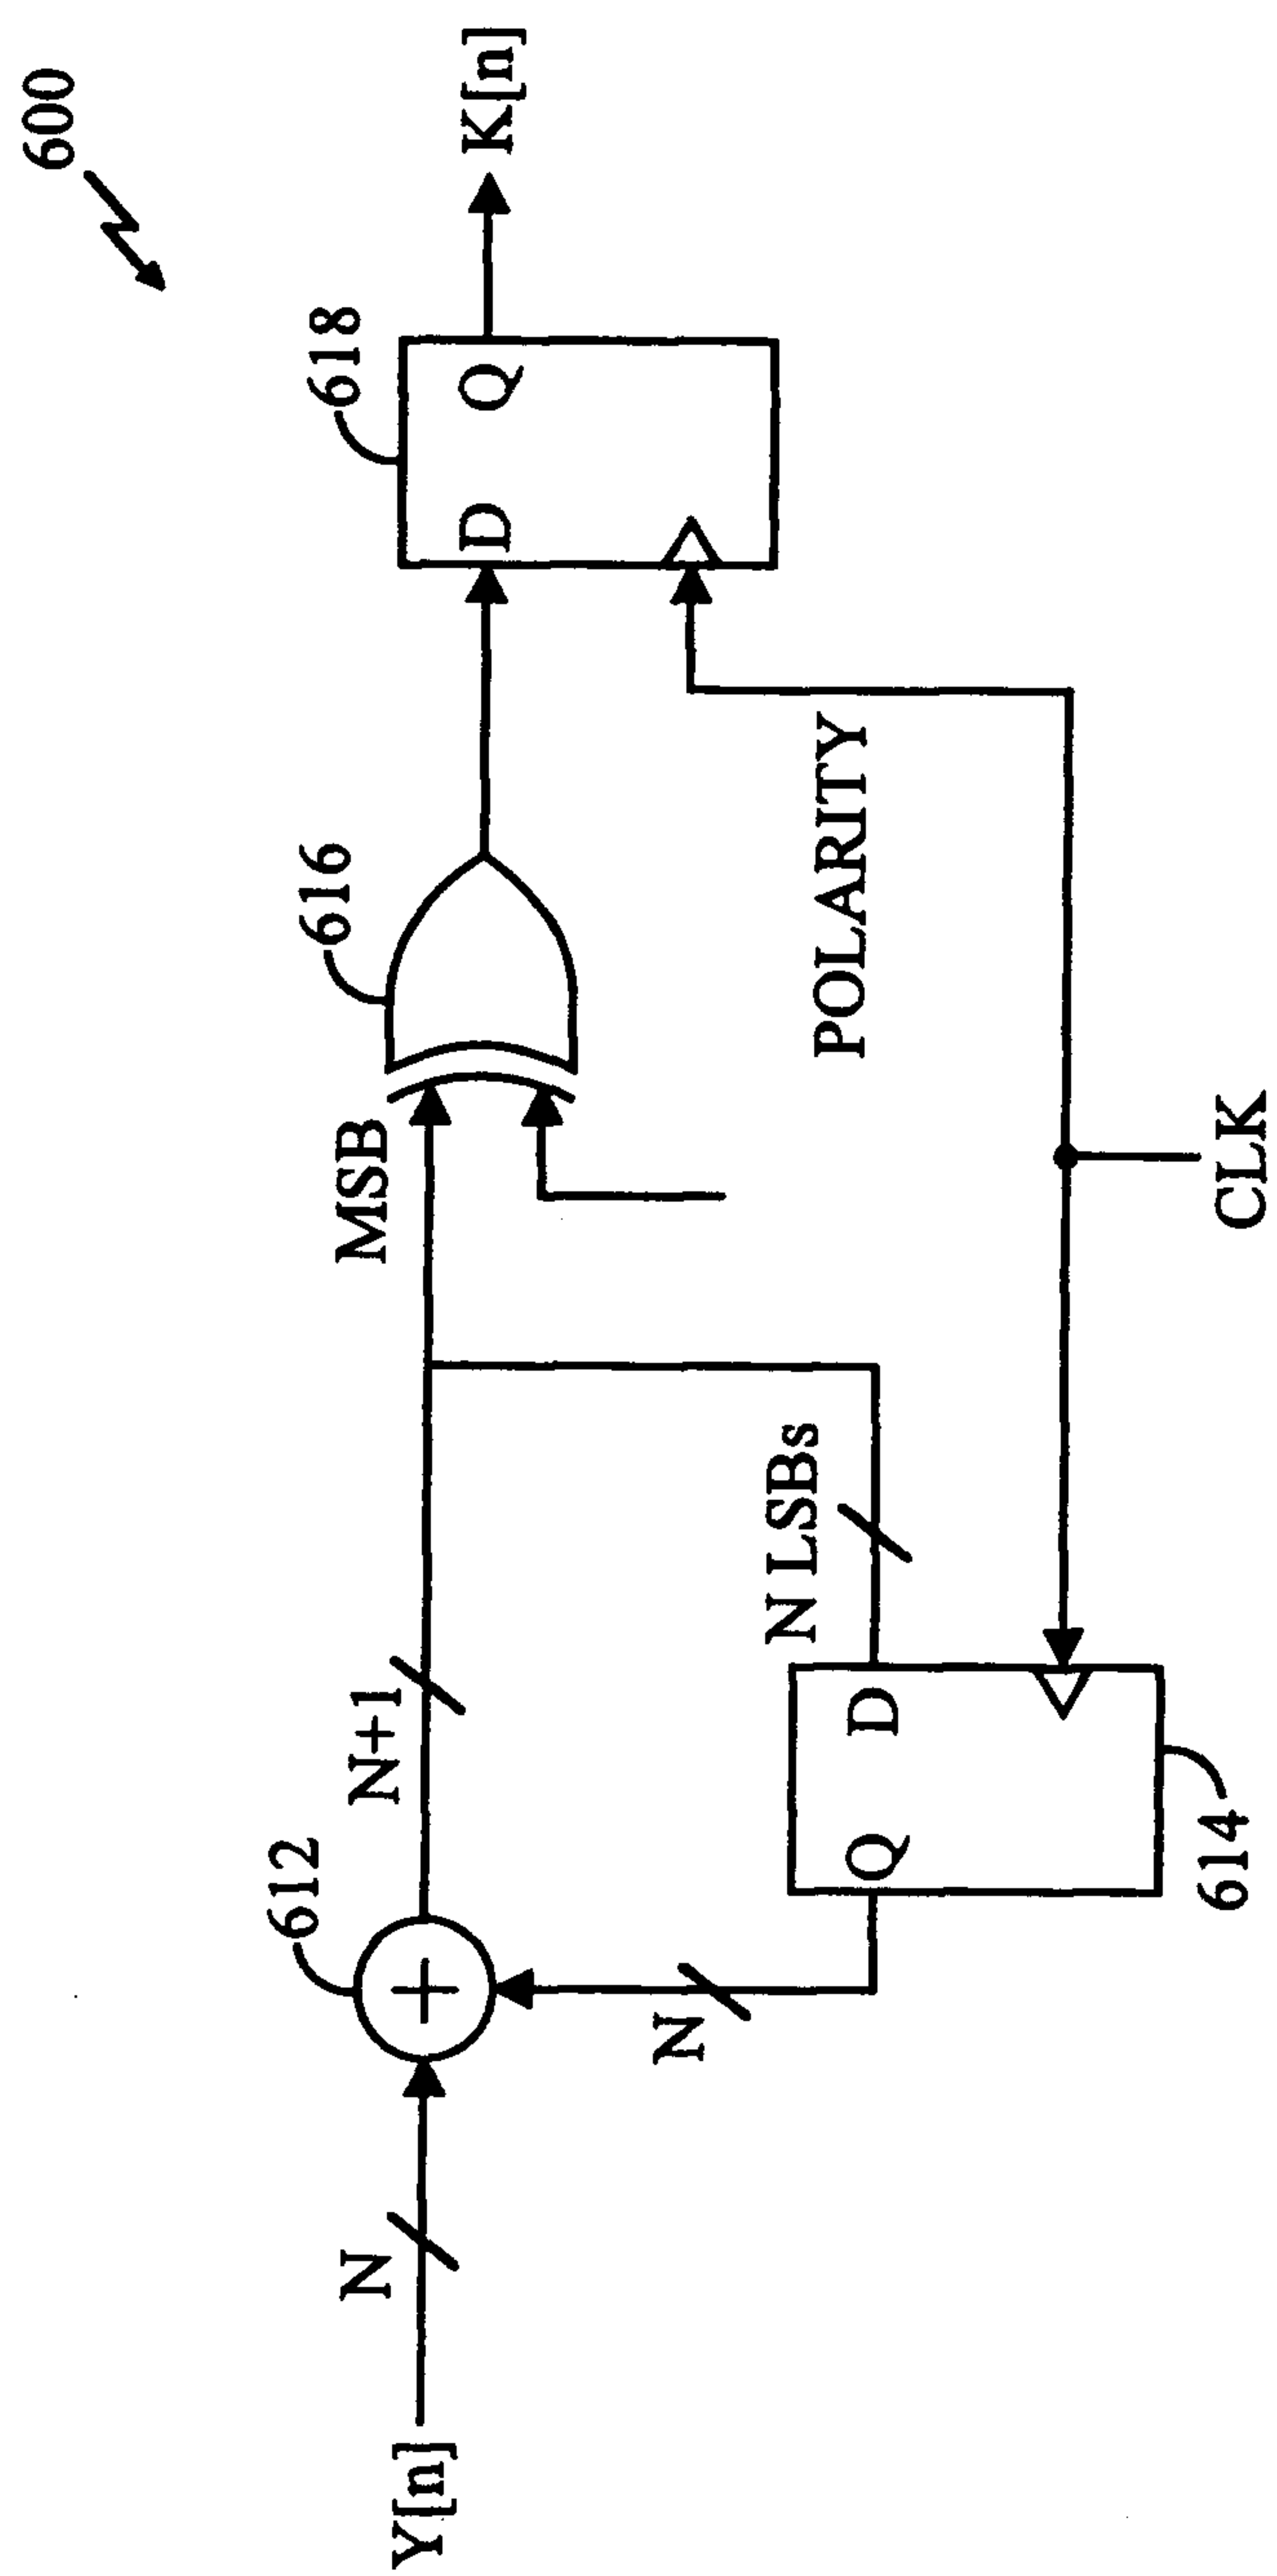 600
Y[n]
N
612
N+1
MSB
616
618
D
Q
K[n]
N
Q
D
N LSBs
614
POLARITY
CLK